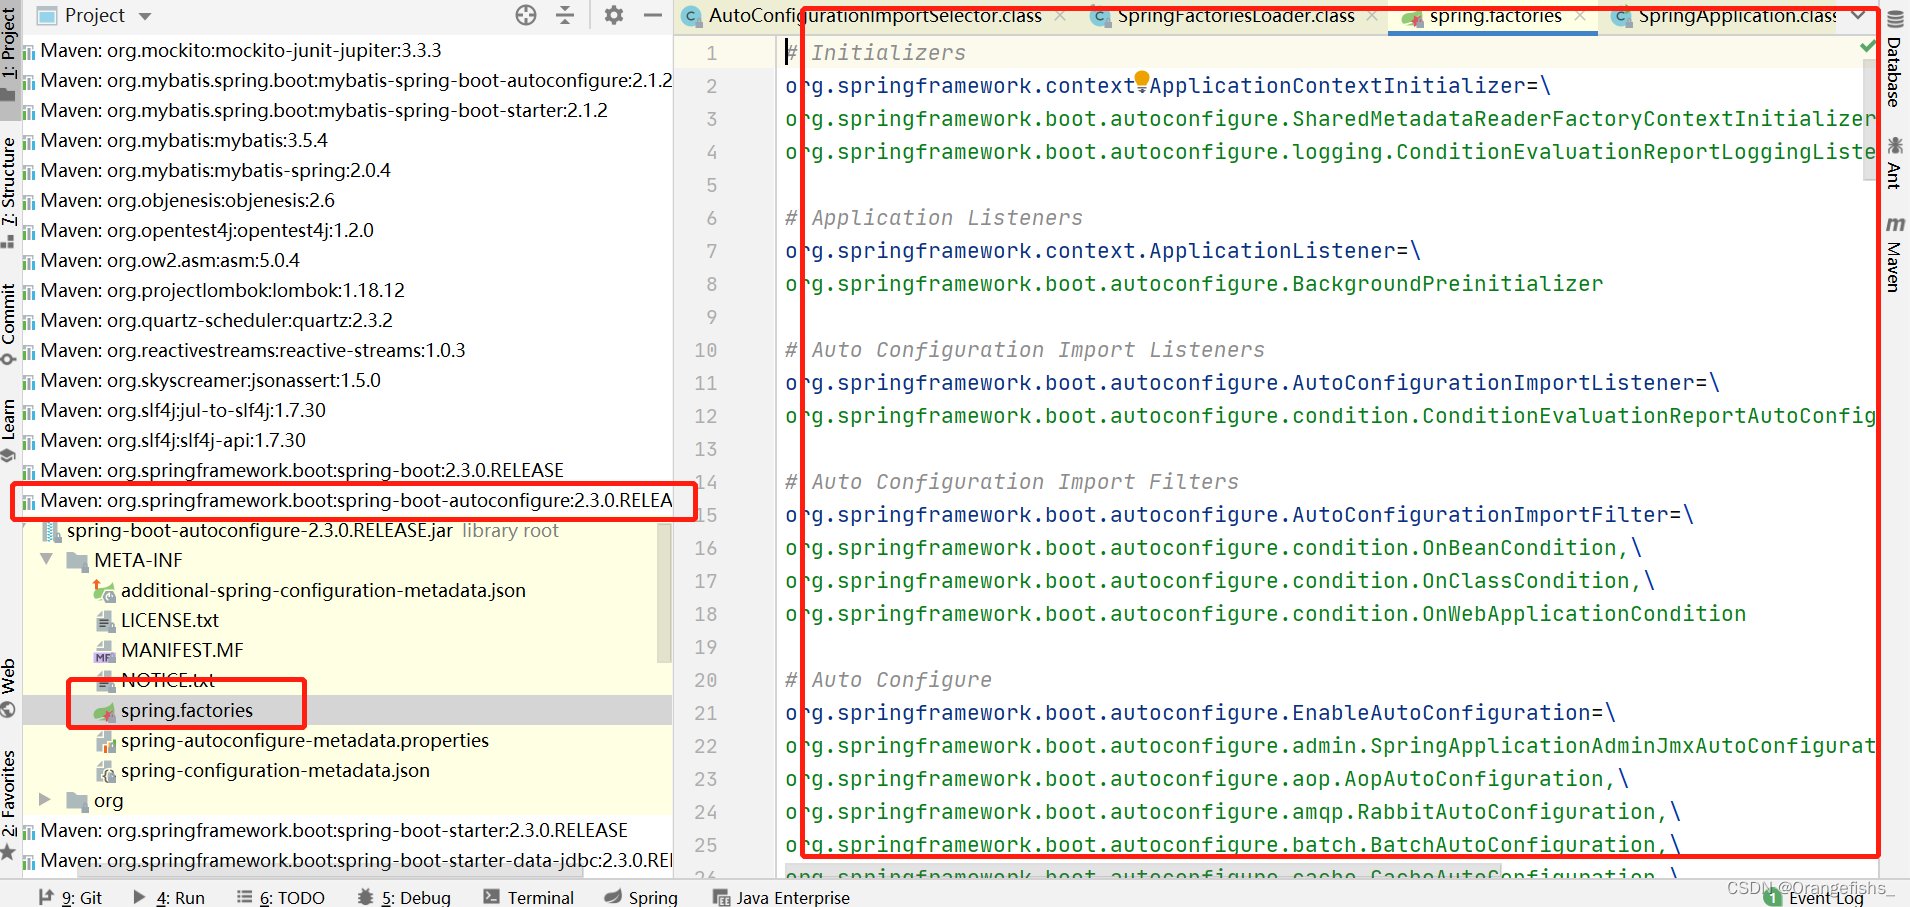 Project
AutoConfigurationImportSelector.class
SpringFactoriesLoader.class
spring.factories
SpringApplication.class
1: Project
7: Structure
Commit
Learn
Web
2: Favorites
Maven: org.mockito:mockito-junit-jupiter:3.3.3
Maven: org.mybatis.spring.boot:mybatis-spring-boot-autoconfigure:2.1.2
Maven: org.mybatis.spring.boot:mybatis-spring-boot-starter:2.1.2
Maven: org.mybatis:mybatis:3.5.4
Maven: org.mybatis:mybatis-spring:2.0.4
Maven: org.objenesis:objenesis:2.6
Maven: org.opentest4j:opentest4j:1.2.0
Maven: org.ow2.asm:asm:5.0.4
Maven: org.projectlombok:lombok:1.18.12
Maven: org.quartz-scheduler:quartz:2.3.2
Maven: org.reactivestreams:reactive-streams:1.0.3
Maven: org.skyscreamer:jsonassert:1.5.0
Maven: org.slf4j:jul-to-slf4j:1.7.30
Maven: org.slf4j:slf4j-api:1.7.30
Maven: org.springframework.boot:spring-boot:2.3.0.RELEASE
Maven: org.springframework.boot:spring-boot-autoconfigure:2.3.0.RELEA
spring-boot-autoconfigure-2.3.0.RELEASE.jar library root
META-INF
additional-spring-configuration-metadata.json
LICENSE.txt
MF MANIFEST.MF
NOTICE.txt
spring.factories
spring-autoconfigure-metadata.properties
spring-configuration-metadata.json
org
Maven: org.springframework.boot:spring-boot-starter:2.3.0.RELEASE
Maven: org.springframework.boot:spring-boot-starter-data-jdbc:2.3.0.REI
1 # Initializers
2 org.springframework.context.ApplicationContextInitializer=\
3 org.springframework.boot.autoconfigure.SharedMetadataReaderFactoryContextInitializer
4 org.springframework.boot.autoconfigure.logging.ConditionEvaluationReportLoggingListe
5
6 # Application Listeners
7 org.springframework.context.ApplicationListener=\
8 org.springframework.boot.autoconfigure.BackgroundPreinitializer
9
10 # Auto Configuration Import Listeners
11 org.springframework.boot.autoconfigure.AutoConfigurationImportListener=\
12 org.springframework.boot.autoconfigure.condition.ConditionEvaluationReportAutoConfig
13
14 # Auto Configuration Import Filters
15 org.springframework.boot.autoconfigure.AutoConfigurationImportFilter=\
16 org.springframework.boot.autoconfigure.condition.OnBeanCondition,\
17 org.springframework.boot.autoconfigure.condition.OnClassCondition,\
18 org.springframework.boot.autoconfigure.condition.OnWebApplicationCondition
19
20 # Auto Configure
21 org.springframework.boot.autoconfigure.EnableAutoConfiguration=\
22 org.springframework.boot.autoconfigure.admin.SpringApplicationAdminJmxAutoConfigurat
23 org.springframework.boot.autoconfigure.aop.AopAutoConfiguration,\
24 org.springframework.boot.autoconfigure.amqp.RabbitAutoConfiguration,\
25 org.springframework.boot.autoconfigure.batch.BatchAutoConfiguration,\
26 org.springframework.boot.autoconfigure.cache.CacheAutoConfiguration,\
Database
Ant
m Maven
9: Git
4: Run
6: TODO
5: Debug
Terminal
Spring
Java Enterprise
1 Event Log
CSDN @Orangefishs_